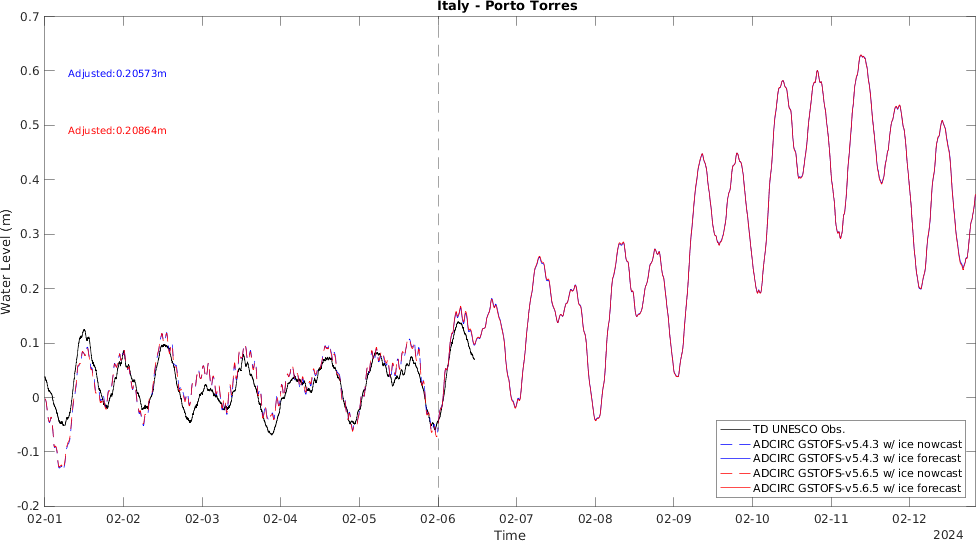 Italy - Porto Torres
0.7
0.6
0.5
0.4
0.3
0.2
0.1
0
-0.1
-0.2
Water Level (m)
Adjusted:0.20573m
Adjusted:0.20864m
TD UNESCO Obs.
ADCIRC GSTOFS-v5.4.3 w/ ice nowcast
ADCIRC GSTOFS-v5.4.3 w/ ice forecast
ADCIRC GSTOFS-v5.6.5 w/ ice nowcast
ADCIRC GSTOFS-v5.6.5 w/ ice forecast
02-01 02-02 02-03 02-04 02-05 02-06 02-07 02-08 02-09 02-10 02-11 02-12
Time
2024